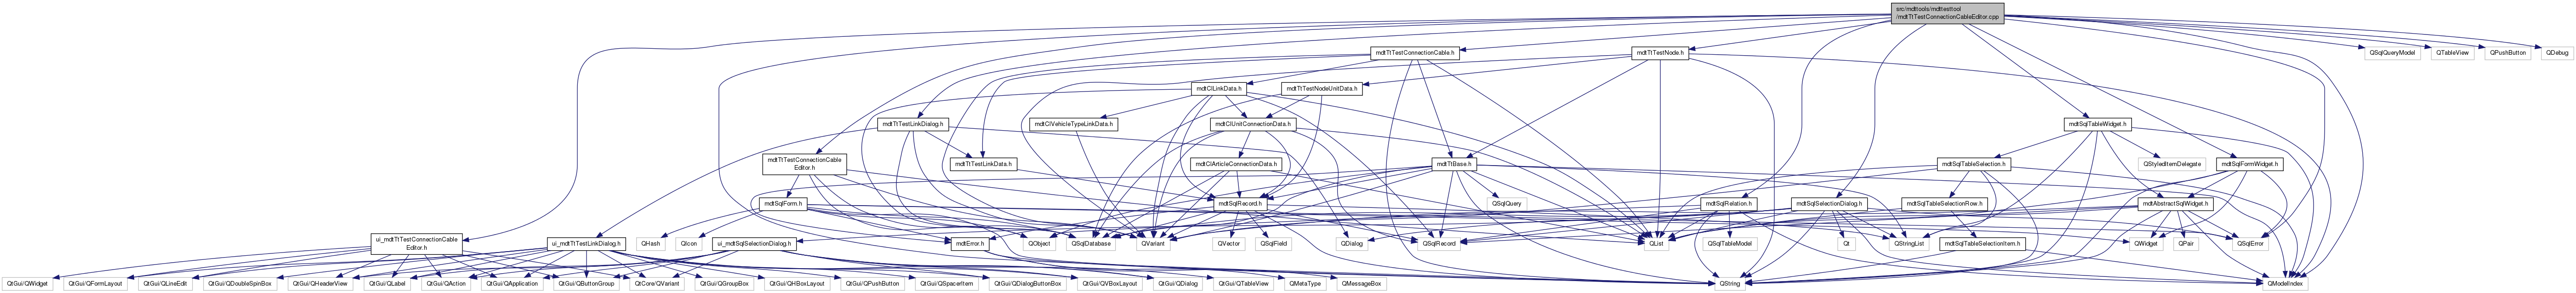 src/mdttools/mdttesttool
/mdtTtTestConnectionCableEditor.cpp
mdtTtTestConnectionCable.h
mdtTtTestNode.h
QSqlQueryModel
QTableView
QPushButton
QDebug
mdtClLinkData.h
mdtTtTestNodeUnitData.h
mdtTtTestLinkDialog.h
mdtClVehicleTypeLinkData.h
mdtClUnitConnectionData.h
mdtSqlTableWidget.h
mdtTtTestConnectionCable
Editor.h
mdtTtTestLinkData.h
mdtClArticleConnectionData.h
mdtTtBase.h
mdtSqlTableSelection.h
QStyledItemDelegate
mdtSqlFormWidget.h
mdtSqlForm.h
mdtSqlRecord.h
QSqlQuery
mdtSqlRelation.h
mdtSqlSelectionDialog.h
mdtSqlTableSelectionRow.h
mdtAbstractSqlWidget.h
ui_mdtTtTestConnectionCable
Editor.h
ui_mdtTtTestLinkDialog.h
QHash
QIcon
ui_mdtSqlSelectionDialog.h
mdtError.h
QObject
QSqlDatabase
QVariant
QVector
QSqlField
QDialog
QSqlRecord
QList
QSqlTableModel
Qt
QStringList
mdtSqlTableSelectionItem.h
QWidget
QPair
QSqlError
QtGui/QWidget
QtGui/QFormLayout
QtGui/QLineEdit
QtGui/QDoubleSpinBox
QtGui/QHeaderView
QtGui/QLabel
QtGui/QAction
QtGui/QApplication
QtGui/QButtonGroup
QtCore/QVariant
QtGui/QGroupBox
QtGui/QHBoxLayout
QtGui/QPushButton
QtGui/QSpacerItem
QtGui/QDialogButtonBox
QtGui/QVBoxLayout
QtGui/QDialog
QtGui/QTableView
QMetaType
QMessageBox
QString
QModelIndex